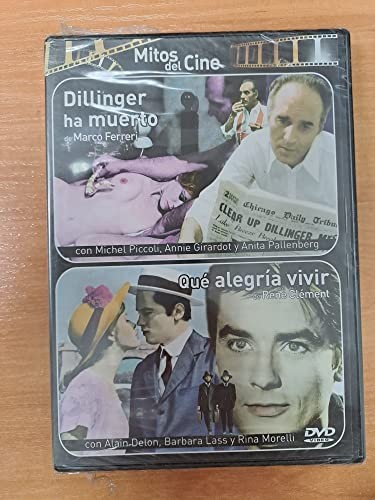 Mitos
del Cine
Dillinger
ha muerto
de Marco Ferreri
Chicago Daily Tribune
CLEAR UP DILLINGER
con Michel Piccoli, Annie Girardot y Anita Pallenberg
Qué alegría vivir
de René Clément
con Alain Delon, Barbara Lass y Rina Morelli
DVD
VIDEO